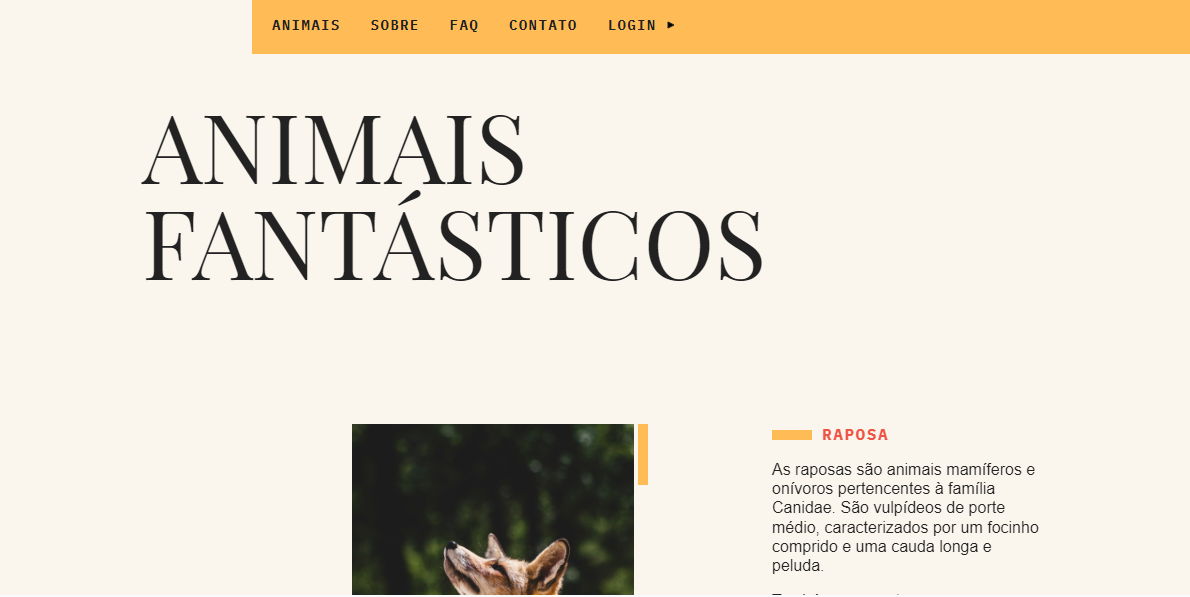 ANIMAIS SOBRE FAQ CONTATO LOGIN ▸
ANIMAIS
FANTÁSTICOS
RAPOSA
As raposas são animais mamíferos e
onívoros pertencentes à família
Canidae. São vulpídeos de porte
médio, caracterizados por um focinho
comprido e uma cauda longa e
peluda.